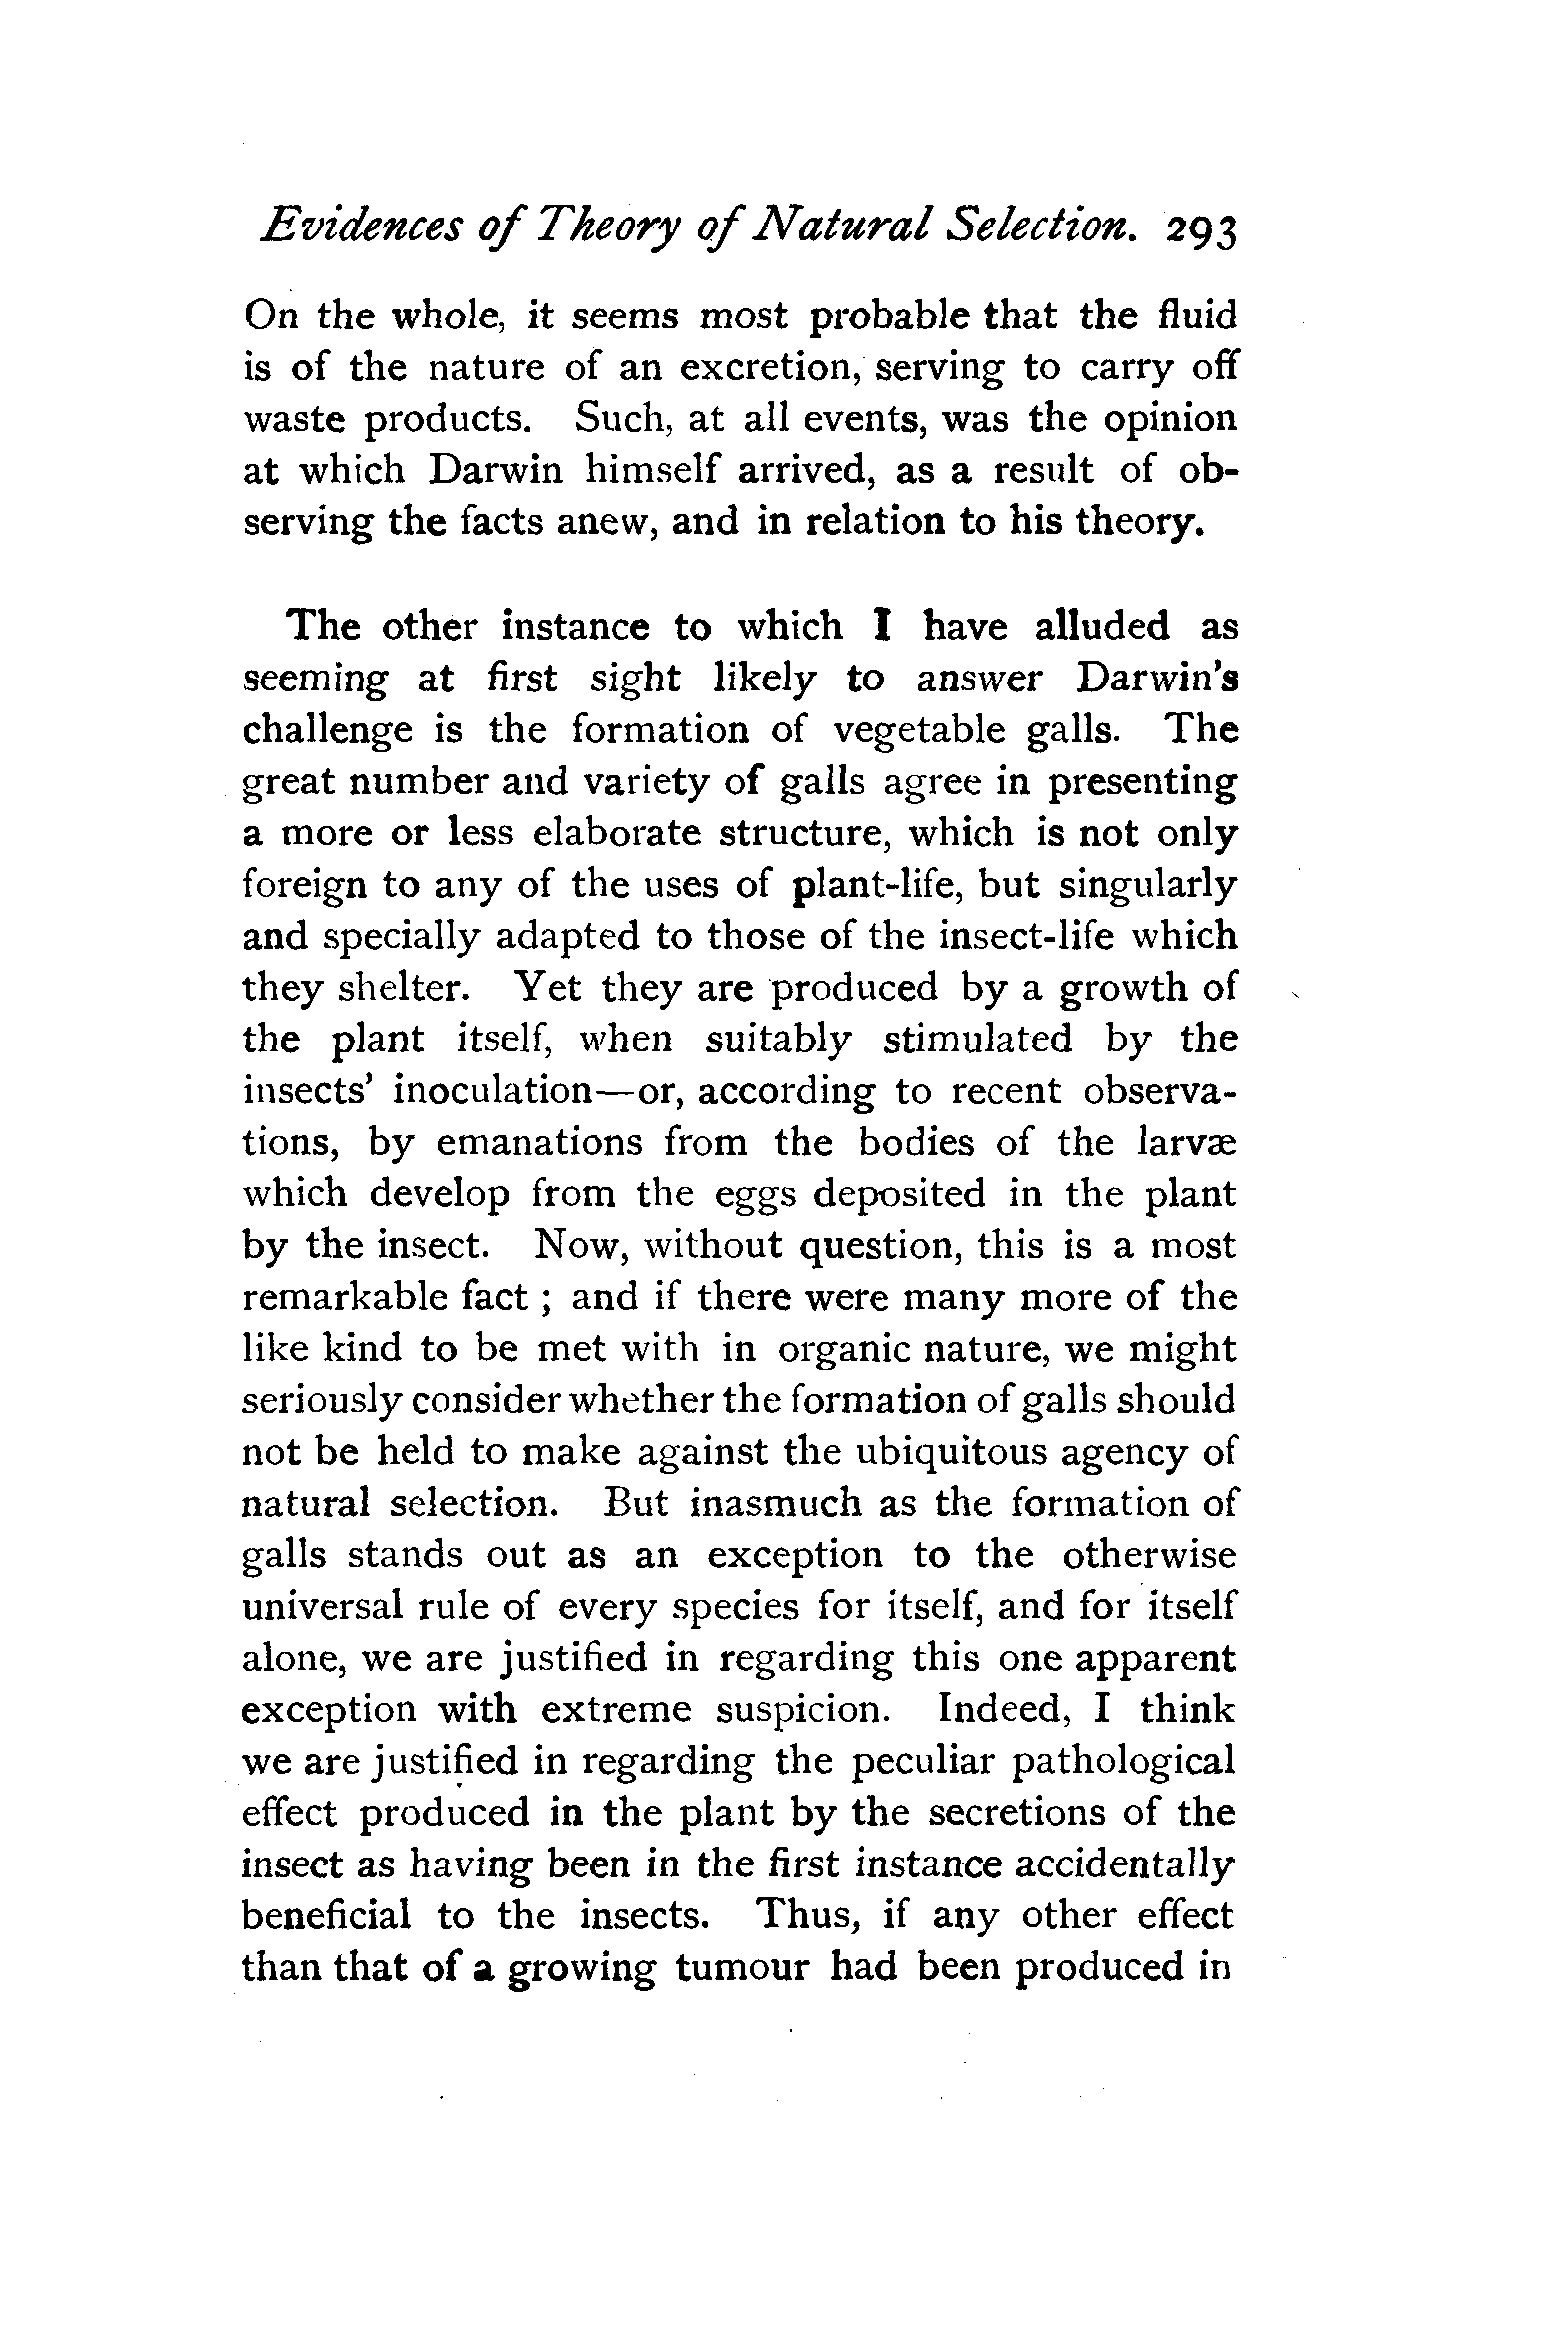 Evidences of Theory of Natural Selection. 293
On the whole, it seems most probable that the fluid
is of the nature of an excretion, serving to carry off
waste products. Such, at all events, was the opinion
at which Darwin himself arrived, as a result of ob-
serving the facts anew, and in relation to his theory.
The other instance to which I have alluded as
seeming at first sight likely to answer Darwin's
challenge is the formation of vegetable galls. The
great number and variety of galls agree in presenting
a more or less elaborate structure, which is not only
foreign to any of the uses of plant-life, but singularly
and specially adapted to those of the insect-life which
they shelter. Yet they are produced by a growth of
the plant itself, when suitably stimulated by the
insects' inoculation—or, according to recent observa-
tions, by emanations from the bodies of the larvæ
which develop from the eggs deposited in the plant
by the insect. Now, without question, this is a most
remarkable fact ; and if there were many more of the
like kind to be met with in organic nature, we might
seriously consider whether the formation of galls should
not be held to make against the ubiquitous agency of
natural selection. But inasmuch as the formation of
galls stands out as an exception to the otherwise
universal rule of every species for itself, and for itself
alone, we are justified in regarding this one apparent
exception with extreme suspicion. Indeed, I think
we are justified in regarding the peculiar pathological
effect produced in the plant by the secretions of the
insect as having been in the first instance accidentally
beneficial to the insects. Thus, if any other effect
than that of a growing tumour had been produced in